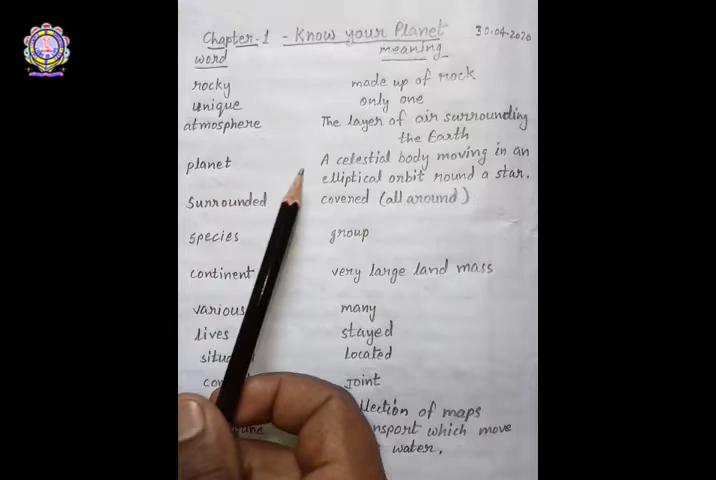 Chapter-1 - Know your Planet 30.04.2020
word meaning
rocky made up of rock
unique only one
atmosphere The layer of air surrounding
the Earth
planet A celestial body moving in an
elliptical orbit round a star.
Surrounded covered (all around)
species group
continent very large land mass
various many
lives stayed
Located
Joint
of maps
which move
water.